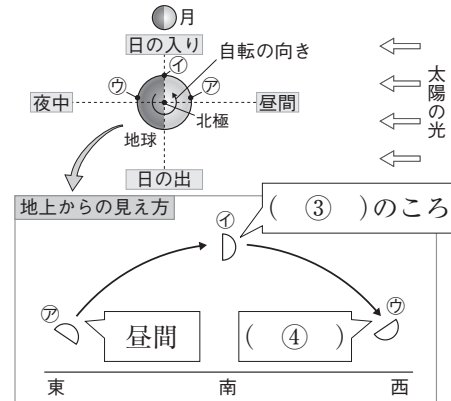 月
日の入り
自転の向き
㋑
㋒
㋐
夜中
昼間
北極
地球
日の出
太陽の光
地上からの見え方
( ③ )のころ
㋑
㋐
昼間
( ④ )
㋒
東
南
西